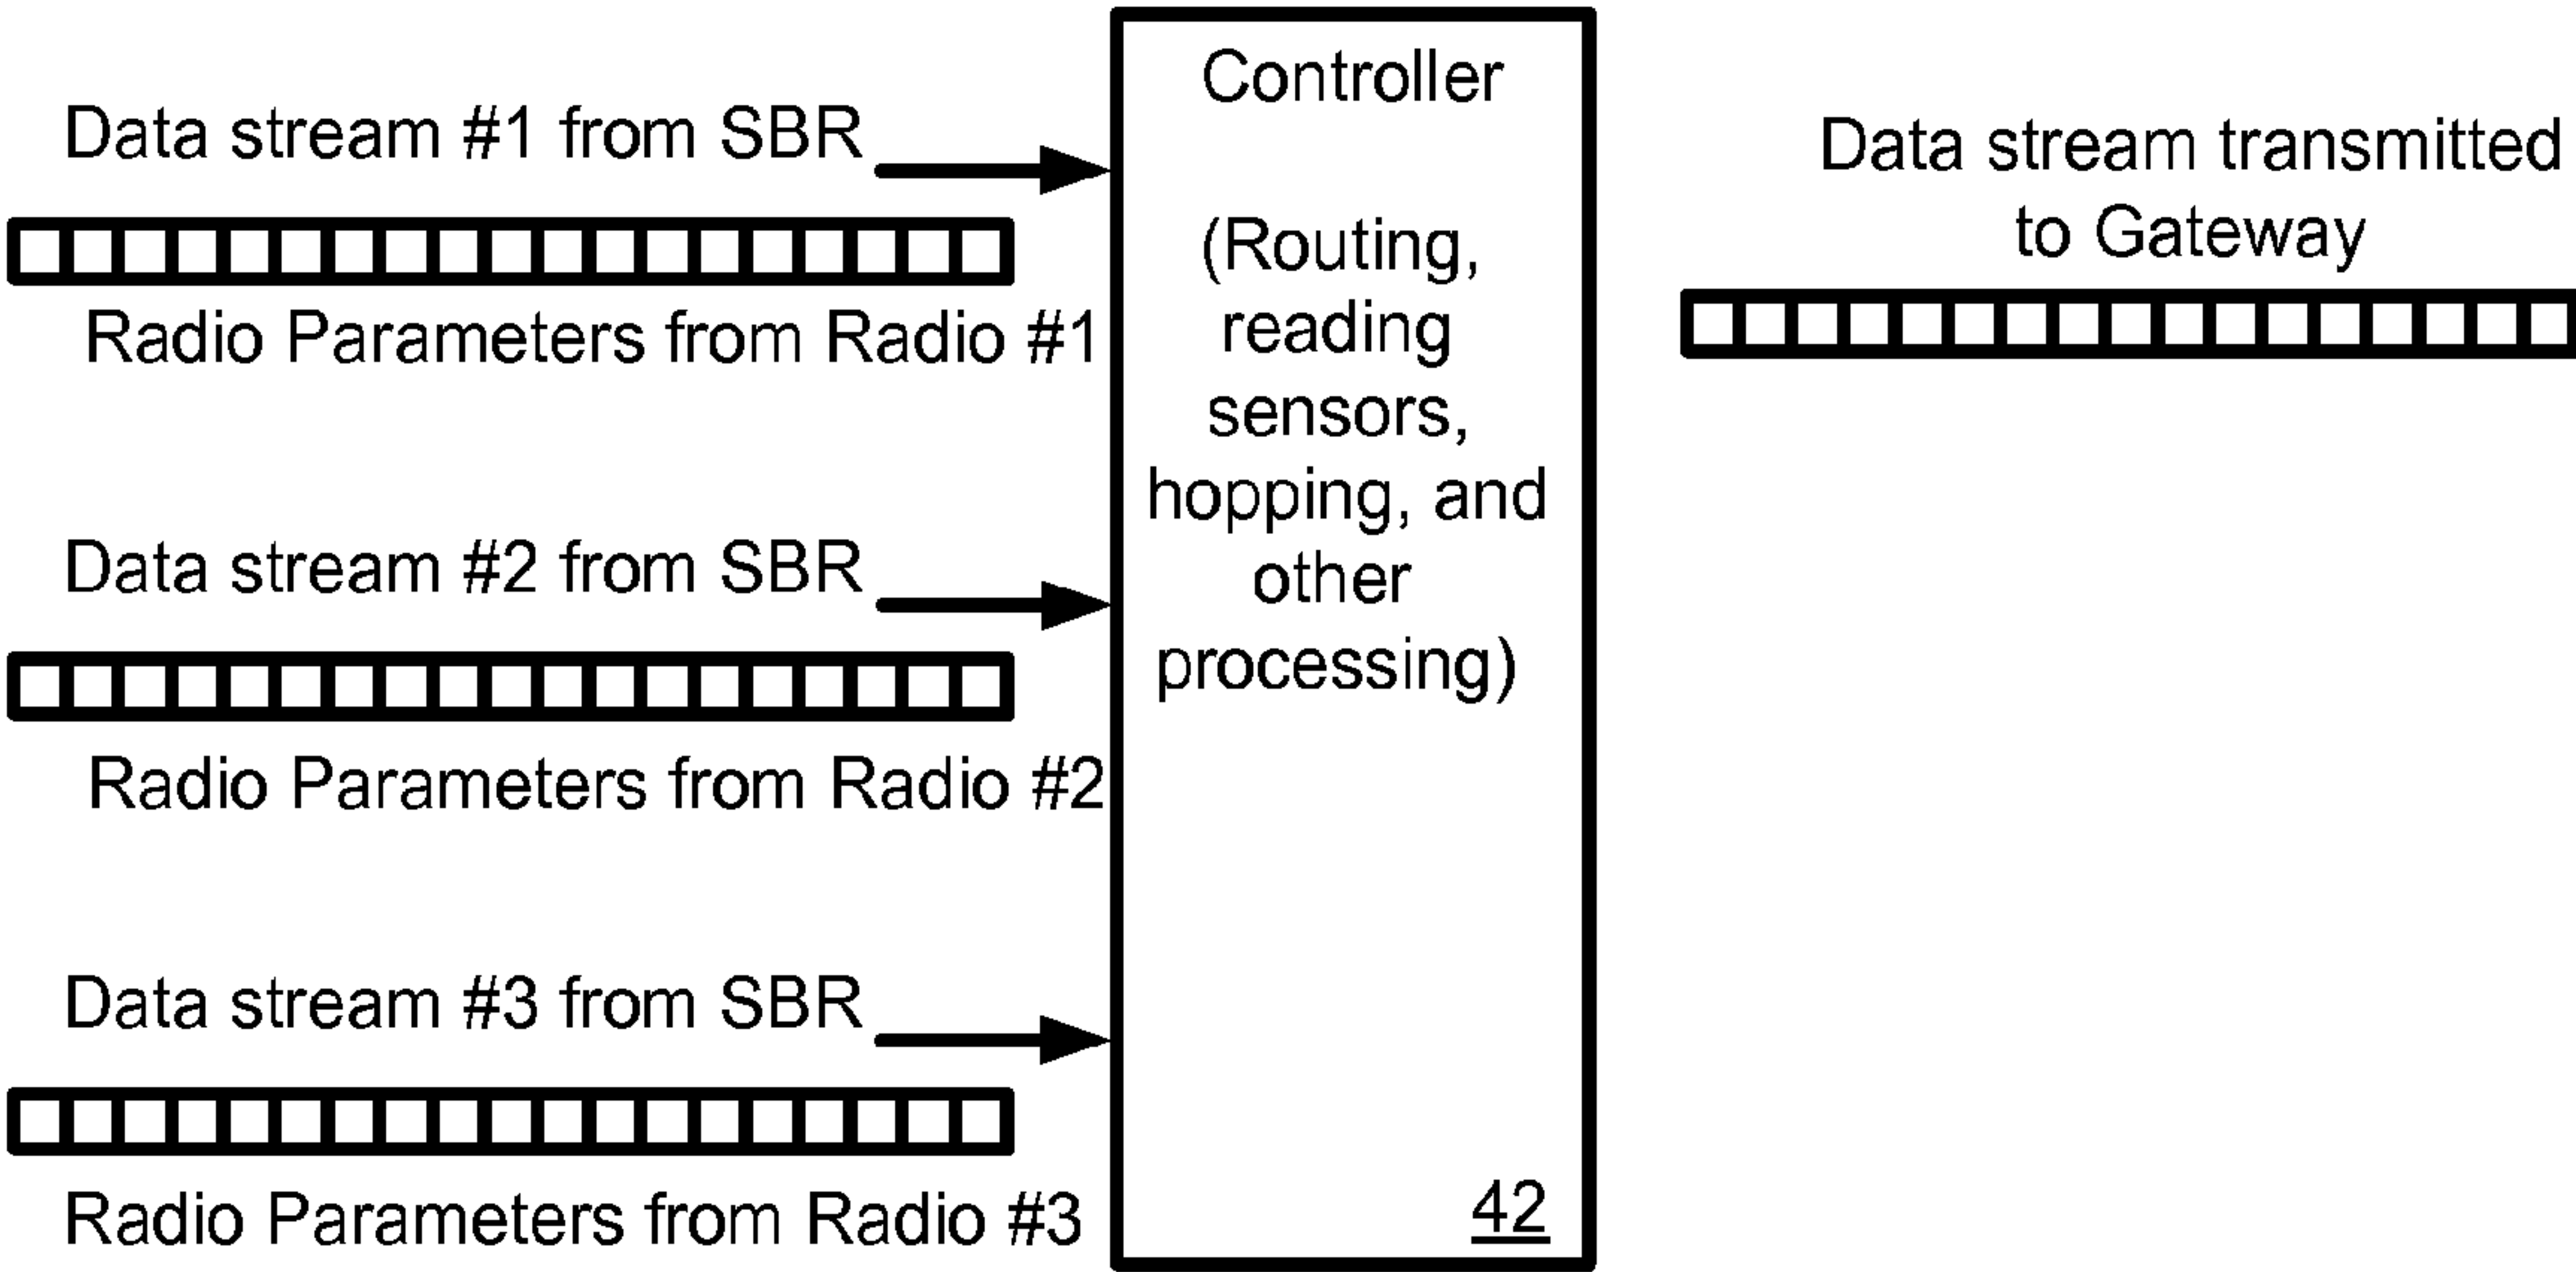 Data stream #1 from SBR
Radio Parameters from Radio #1
Data stream #2 from SBR
Radio Parameters from Radio #2
Data stream #3 from SBR
Radio Parameters from Radio #3
Controller
(Routing,
reading
sensors,
hopping, and
other
processing)
42
Data stream transmitted
to Gateway